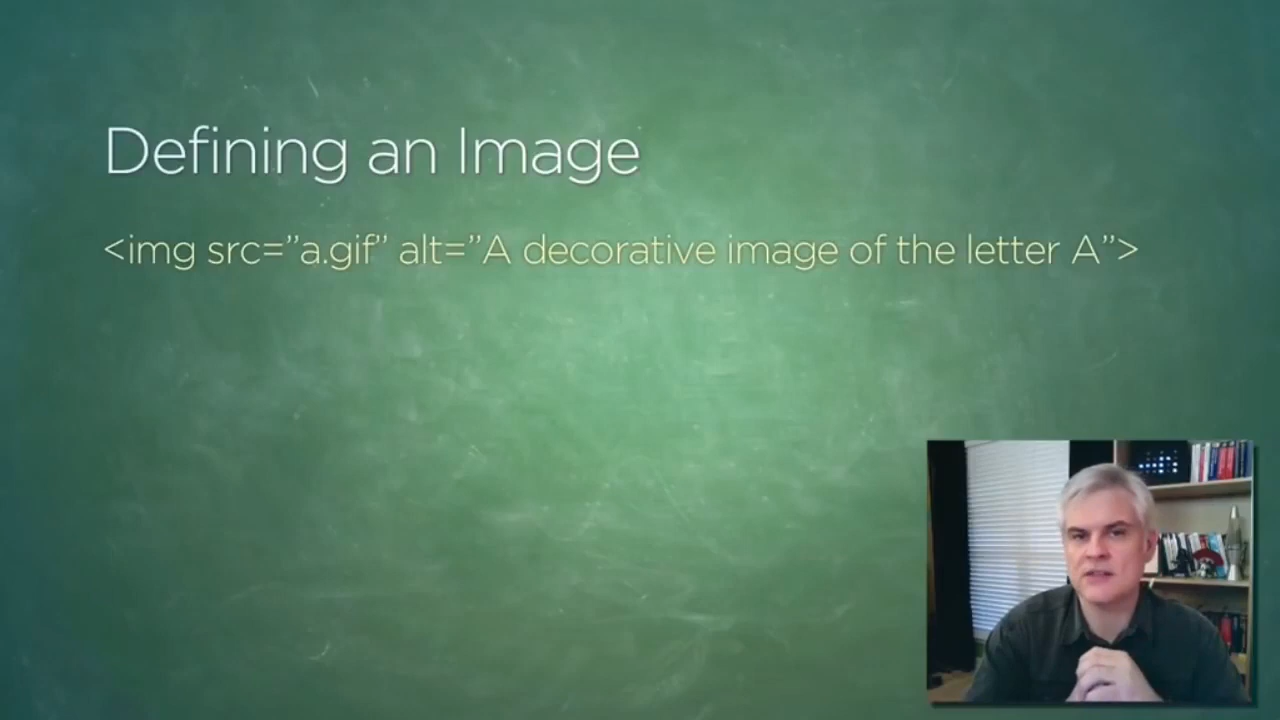 Defining an Image
<img src=”a.gif” alt=”A decorative image of the letter A”>